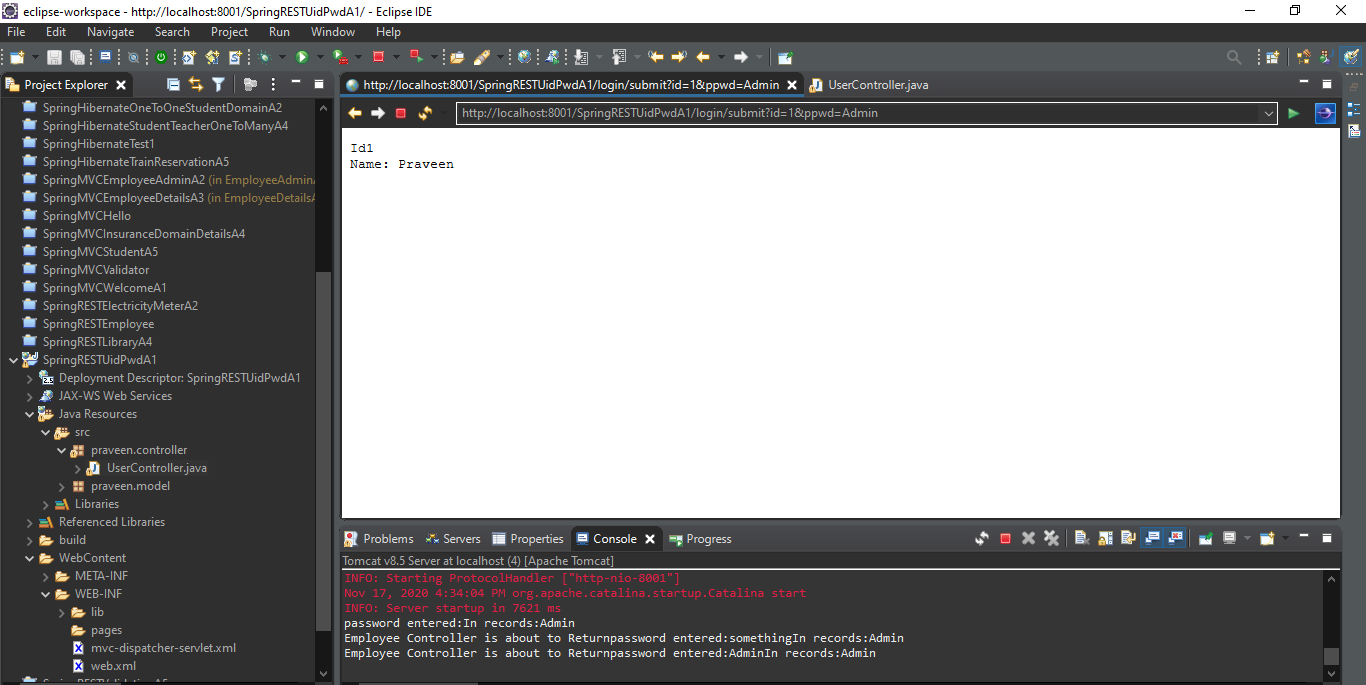 eclipse-workspace - http://localhost:8001/SpringRESTUidPwdA1/ - Eclipse IDE
File Edit Navigate Search Project Run Window Help
Project Explorer
SpringHibernateOneToOneStudentDomainA2
SpringHibernateStudentTeacherOneToManyA4
SpringHibernateTest1
SpringHibernateTrainReservationA5
SpringMVCEmployeeAdminA2 (in EmployeeAdmin
SpringMVCEmployeeDetailsA3 (in EmployeeDetails
SpringMVCHello
SpringMVCInsuranceDomainDetailsA4
SpringMVCStudentA5
SpringMVCValidator
SpringMVCWelcomeA1
SpringRESTElectricityMeterA2
SpringRESTEmployee
SpringRESTLibraryA4
SpringRESTUidPwdA1
Deployment Descriptor: SpringRESTUidPwdA1
JAX-WS Web Services
Java Resources
src
praveen.controller
UserController.java
praveen.model
Libraries
Referenced Libraries
build
WebContent
META-INF
WEB-INF
lib
pages
mvc-dispatcher-servlet.xml
web.xml
http://localhost:8001/SpringRESTUidPwdA1/login/submit?id=1&ppwd=Admin UserController.java
http://localhost:8001/SpringRESTUidPwdA1/login/submit?id=1&ppwd=Admin
Id1
Name: Praveen
Problems Servers Properties Console Progress
Tomcat v8.5 Server at localhost (4) [Apache Tomcat]
INFO: Starting ProtocolHandler ["http-nio-8001"]
Nov 17, 2020 4:34:04 PM org.apache.catalina.startup.Catalina start
INFO: Server startup in 7621 ms
password entered:In records:Admin
Employee Controller is about to Returnpassword entered:somethingIn records:Admin
Employee Controller is about to Returnpassword entered:AdminIn records:Admin